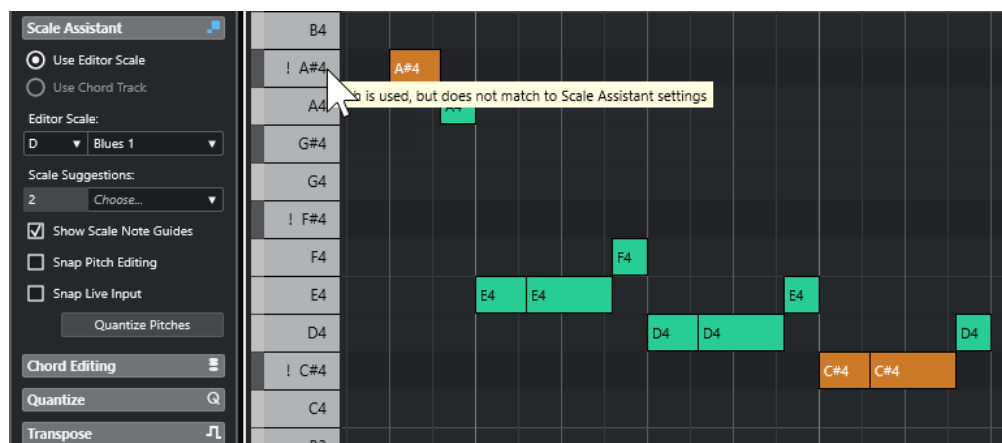 Scale Assistant
Use Editor Scale
Use Chord Track
Editor Scale:
D Blues 1
Scale Suggestions:
2 Choose...
Show Scale Note Guides
Snap Pitch Editing
Snap Live Input
Quantize Pitches
Chord Editing
Quantize
Transpose
B4
! A#4 A#4
is used, but does not match to Scale Assistant settings
A4 A4
G#4
G4
! F#4
F4 F4
E4 E4 E4 E4
D4 D4 D4 D4
! C#4 C#4 C#4
C4